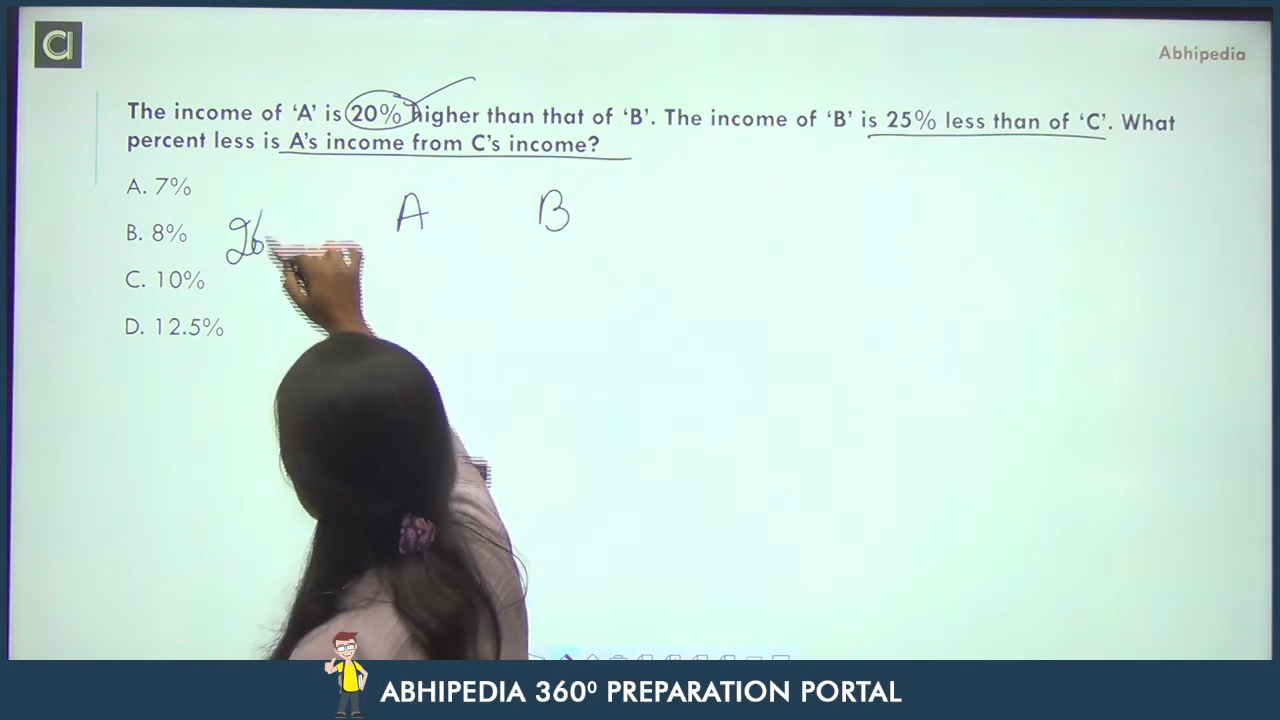 Abhipedia
The income of ‘A’ is 20% higher than that of ‘B’. The income of ‘B’ is 25% less than of ‘C’. What
percent less is A’s income from C’s income?
A. 7%
B. 8%
C. 10%
D. 12.5%
A B
ABHIPEDIA 360⁰ PREPARATION PORTAL